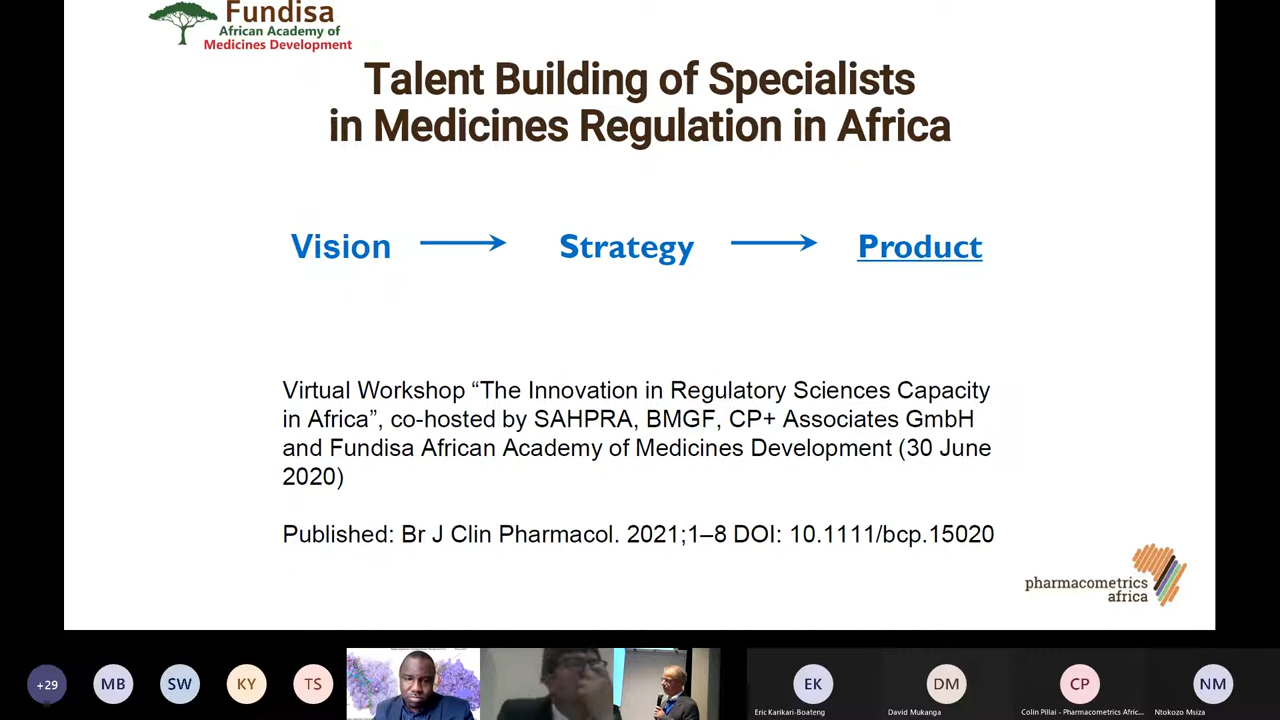 Fundisa
African Academy of
Medicines Development
Talent Building of Specialists
in Medicines Regulation in Africa
Vision
Strategy
Product
Virtual Workshop “The Innovation in Regulatory Sciences Capacity
in Africa”, co-hosted by SAHPRA, BMGF, CP+ Associates GmbH
and Fundisa African Academy of Medicines Development (30 June
2020)
Published: Br J Clin Pharmacol. 2021;1–8 DOI: 10.1111/bcp.15020
pharmacometrics
africa
+29
MB
SW
KY
TS
EK
DM
CP
NM
Eric Karikari-Boateng
David Mukanga
Colin Pillai - Pharmacometrics Afric...
Ntokozo Msiza